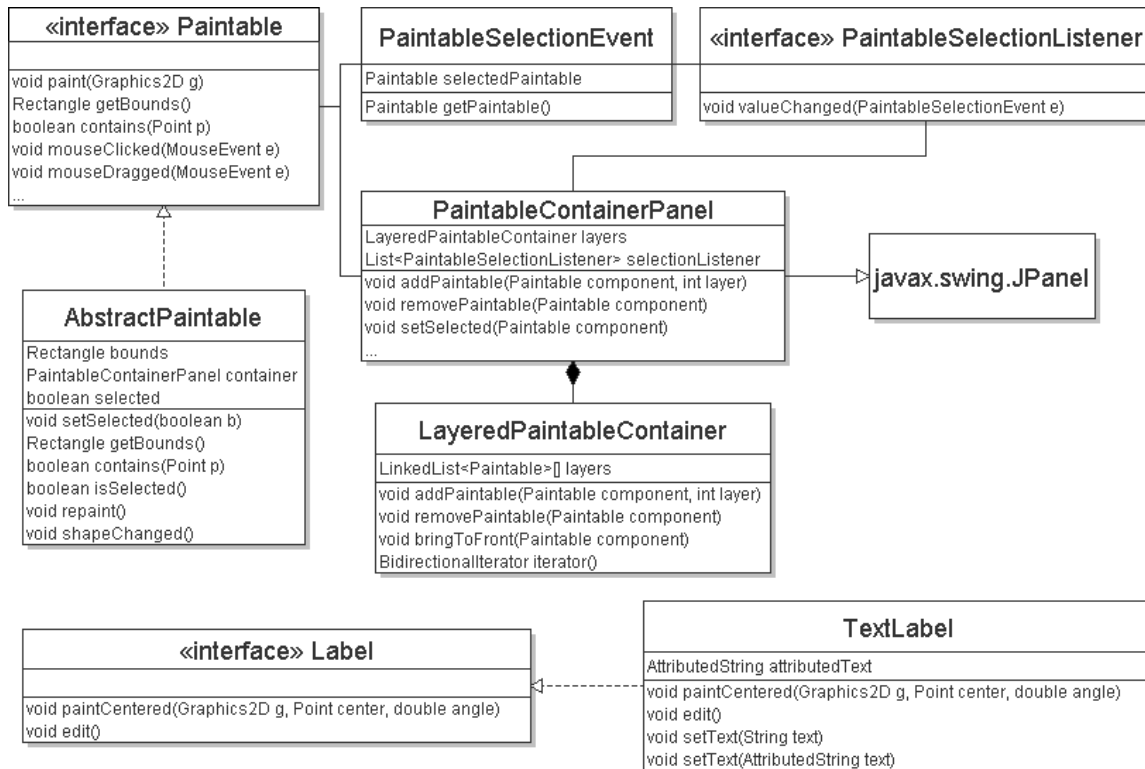 «interface» Paintable
void paint(Graphics2D g)
Rectangle getBounds()
boolean contains(Point p)
void mouseClicked(MouseEvent e)
void mouseDragged(MouseEvent e)
...
PaintableSelectionEvent
Paintable selectedPaintable
Paintable getPaintable()
«interface» PaintableSelectionListener
void valueChanged(PaintableSelectionEvent e)
AbstractPaintable
Rectangle bounds
PaintableContainerPanel container
boolean selected
void setSelected(boolean b)
Rectangle getBounds()
boolean contains(Point p)
boolean isSelected()
void repaint()
void shapeChanged()
PaintableContainerPanel
LayeredPaintableContainer layers
List<PaintableSelectionListener> selectionListener
void addPaintable(Paintable component, int layer)
void removePaintable(Paintable component)
void setSelected(Paintable component)
...
javax.swing.JPanel
LayeredPaintableContainer
LinkedList<Paintable>[] layers
void addPaintable(Paintable component, int layer)
void removePaintable(Paintable component)
void bringToFront(Paintable component)
BidirectionalIterator iterator()
«interface» Label
void paintCentered(Graphics2D g, Point center, double angle)
void edit()
TextLabel
AttributedString attributedText
void paintCentered(Graphics2D g, Point center, double angle)
void edit()
void setText(String text)
void setText(AttributedString text)